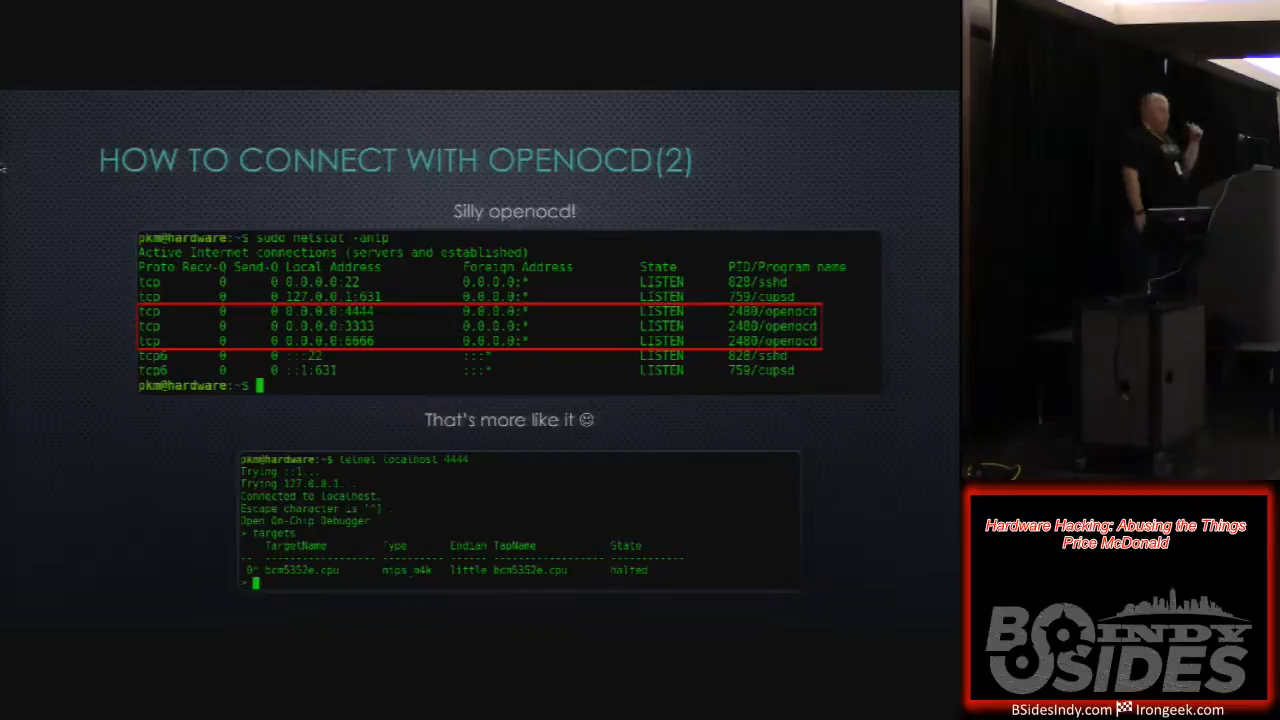 HOW TO CONNECT WITH OPENOCD(2)
Silly openocd!
pkm@hardware:~$ sudo netstat -antp
Active Internet connections (servers and established)
Proto Recv-Q Send-Q Local Address Foreign Address State PID/Program name
tcp 0 0 0.0.0.0:22 0.0.0.0:* LISTEN 828/sshd
tcp 0 0 127.0.0.1:631 0.0.0.0:* LISTEN 759/cupsd
tcp 0 0 0.0.0.0:4444 0.0.0.0:* LISTEN 2480/openocd
tcp 0 0 0.0.0.0:3333 0.0.0.0:* LISTEN 2480/openocd
tcp 0 0 0.0.0.0:6666 0.0.0.0:* LISTEN 2480/openocd
tcp6 0 0 :::22 :::* LISTEN 828/sshd
tcp6 0 0 ::1:631 :::* LISTEN 759/cupsd
pkm@hardware:~$
That's more like it ☺
pkm@hardware:~$ telnet localhost 4444
Trying ::1...
Trying 127.0.0.1...
Connected to localhost.
Escape character is '^]'.
Open On-Chip Debugger
> targets
TargetName Type Endian TapName State
-- ------------------ ---------- ------ ------------------ ------------
0* bcm5352e.cpu mips_m4k little bcm5352e.cpu halted
>
Hardware Hacking: Abusing the Things
Price McDonald
BSIDES INDY
BSidesIndy.com Irongeek.com